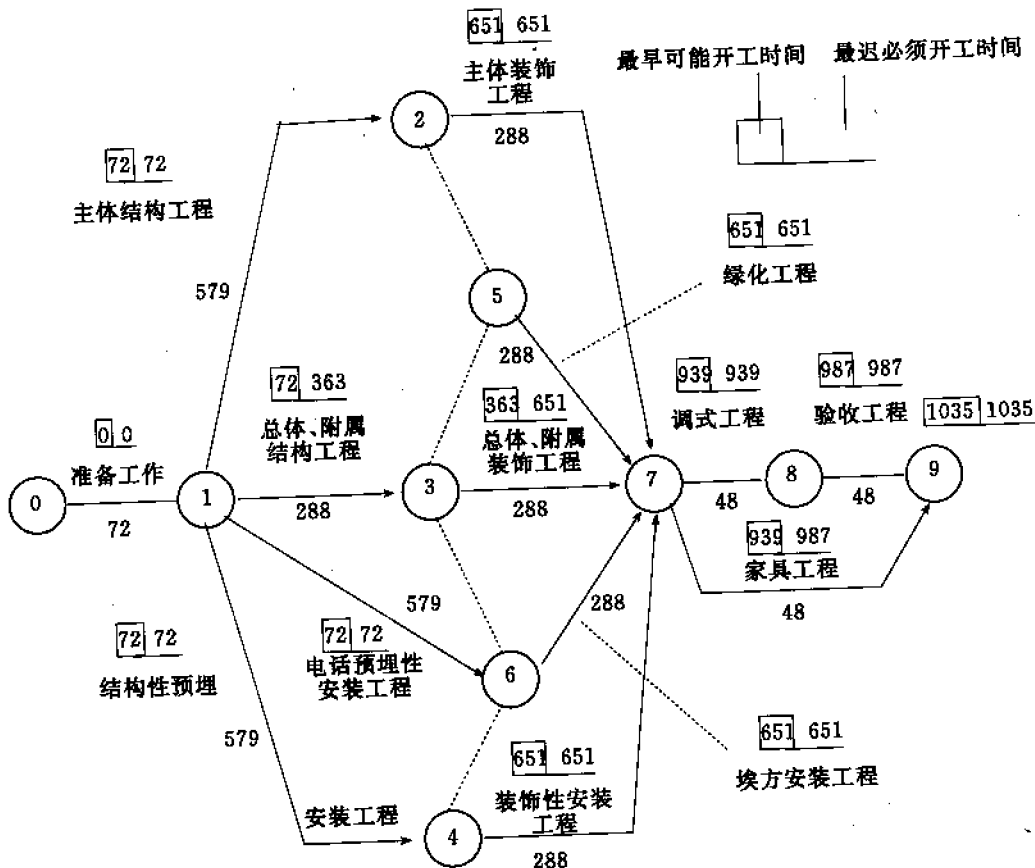 651 651
主体装饰
工程
288
最早可能开工时间
最迟必须开工时间
2
72 72
主体结构工程
579
651 651
绿化工程
5
288
72 363
总体、附属
结构工程
288
363 651
总体、附属
装饰工程
288
939 939
调式工程
987 987
验收工程
1035 1035
0 0
准备工作
72
0
1
3
7
48
8
48
9
939 987
家具工程
48
579
72 72
电话预埋性
安装工程
288
72 72
结构性预埋
579
安装工程
6
651 651
埃方安装工程
651 651
装饰性安装
工程
4
288